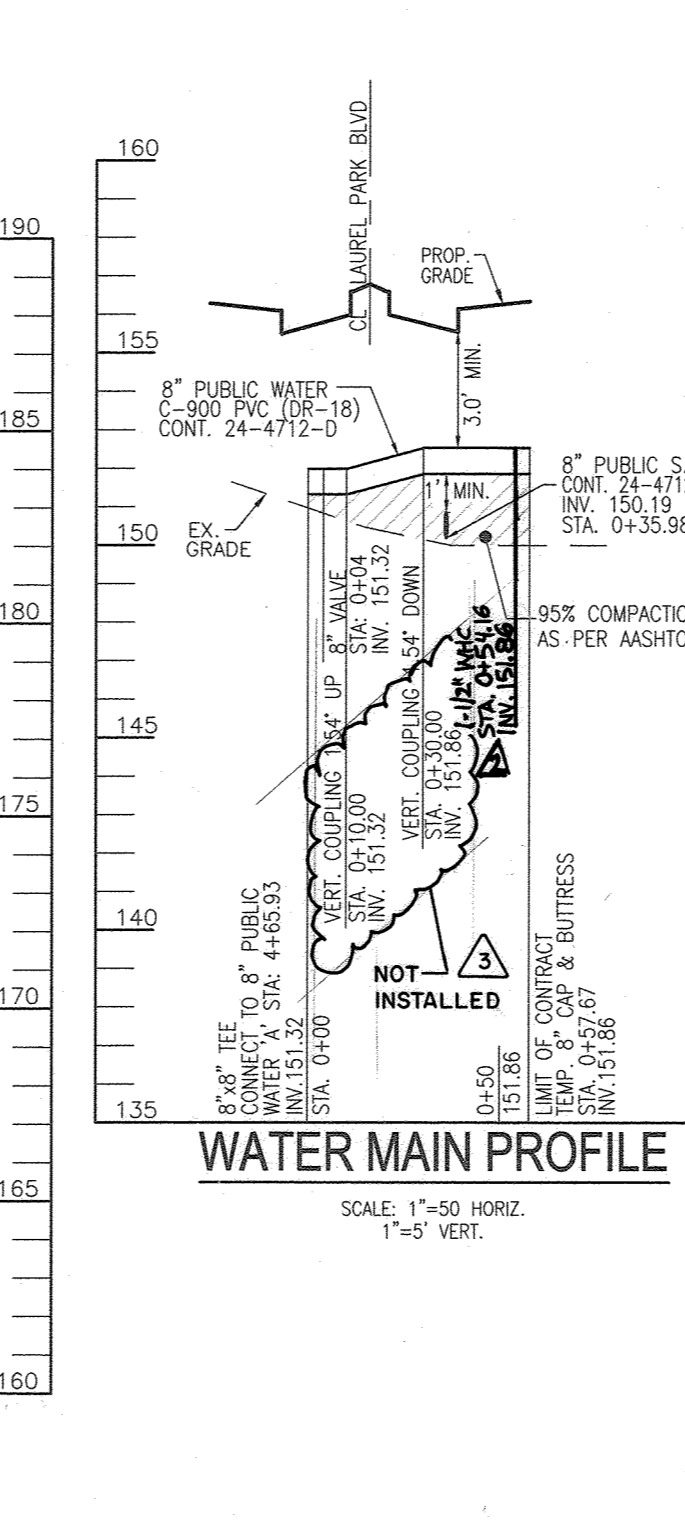 CL LAUREL PARK BLVD
160
155
150
145
140
135
190
185
180
175
170
165
160
PROP.
GRADE
3.0' MIN.
8" PUBLIC WATER
C-900 PVC (DR-18)
CONT. 24-4712-D
1' MIN.
8" PUBLIC S.
CONT. 24-471
INV. 150.19
STA. 0+35.98
EX.
GRADE
95% COMPACTIO
AS PER AASHTO
8" VALVE
STA: 0+04
INV. 151.32
VERT. COUPLING 1.54° UP
STA. 0+10.00
INV. 151.32
VERT. COUPLING 1.54° DOWN
STA. 0+30.00
INV. 151.86
1-1/2" WHC
STA. 0+54.16
INV. 151.86
2
NOT
INSTALLED
3
8"x8" TEE
CONNECT TO 8" PUBLIC
WATER 'A' STA: 4+65.93
INV.151.32
STA. 0+00
0+50
151.86
LIMIT OF CONTRACT
TEMP. 8" CAP & BUTTRESS
STA. 0+57.67
INV.151.86
WATER MAIN PROFILE
SCALE: 1"=50 HORIZ.
1"=5' VERT.